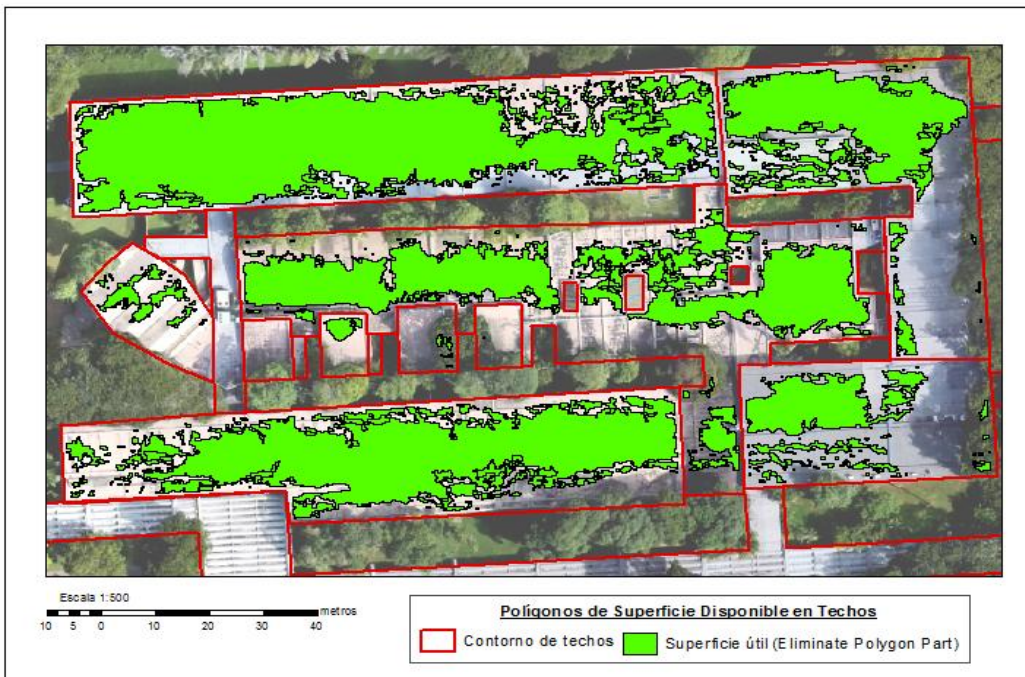 Escala 1:500
metros
10 5 0 10 20 30 40
Polígonos de Superficie Disponible en Techos
Contorno de techos
Superficie útil (Eliminate Polygon Part)